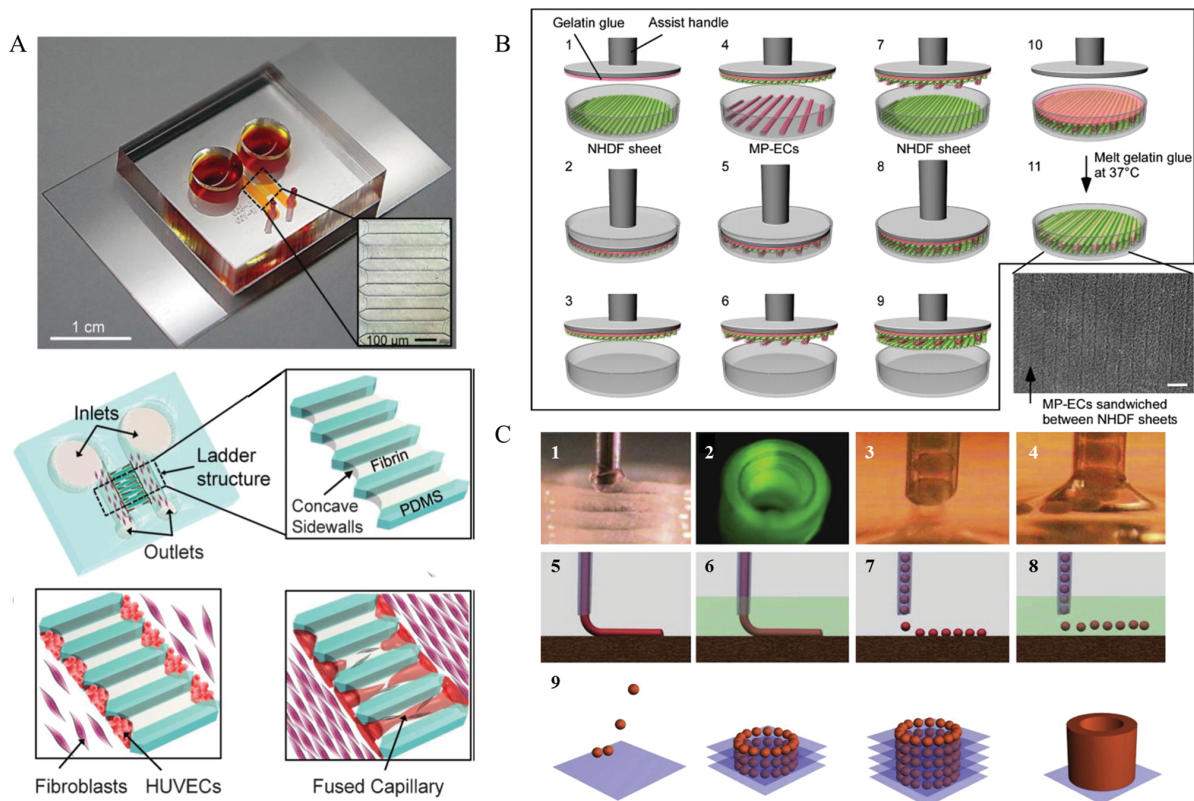 A
1 cm
100 µm
Inlets
Ladder
structure
Outlets
Fibrin
Concave
Sidewalls
PDMS
Fibroblasts
HUVECs
Fused Capillary
B
Gelatin glue
Assist handle
1
4
7
10
NHDF sheet
MP-ECs
NHDF sheet
2
5
8
11
Melt gelatin glue
at 37°C
3
6
9
MP-ECs sandwiched
between NHDF sheets
C
1
2
3
4
5
6
7
8
9